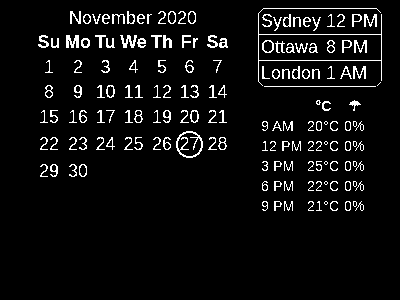 November 2020
Su Mo Tu We Th Fr Sa
1 2 3 4 5 6 7
8 9 10 11 12 13 14
15 16 17 18 19 20 21
22 23 24 25 26 27 28
29 30
Sydney 12 PM
Ottawa 8 PM
London 1 AM
°C
9 AM 20°C 0%
12 PM 22°C 0%
3 PM 25°C 0%
6 PM 22°C 0%
9 PM 21°C 0%